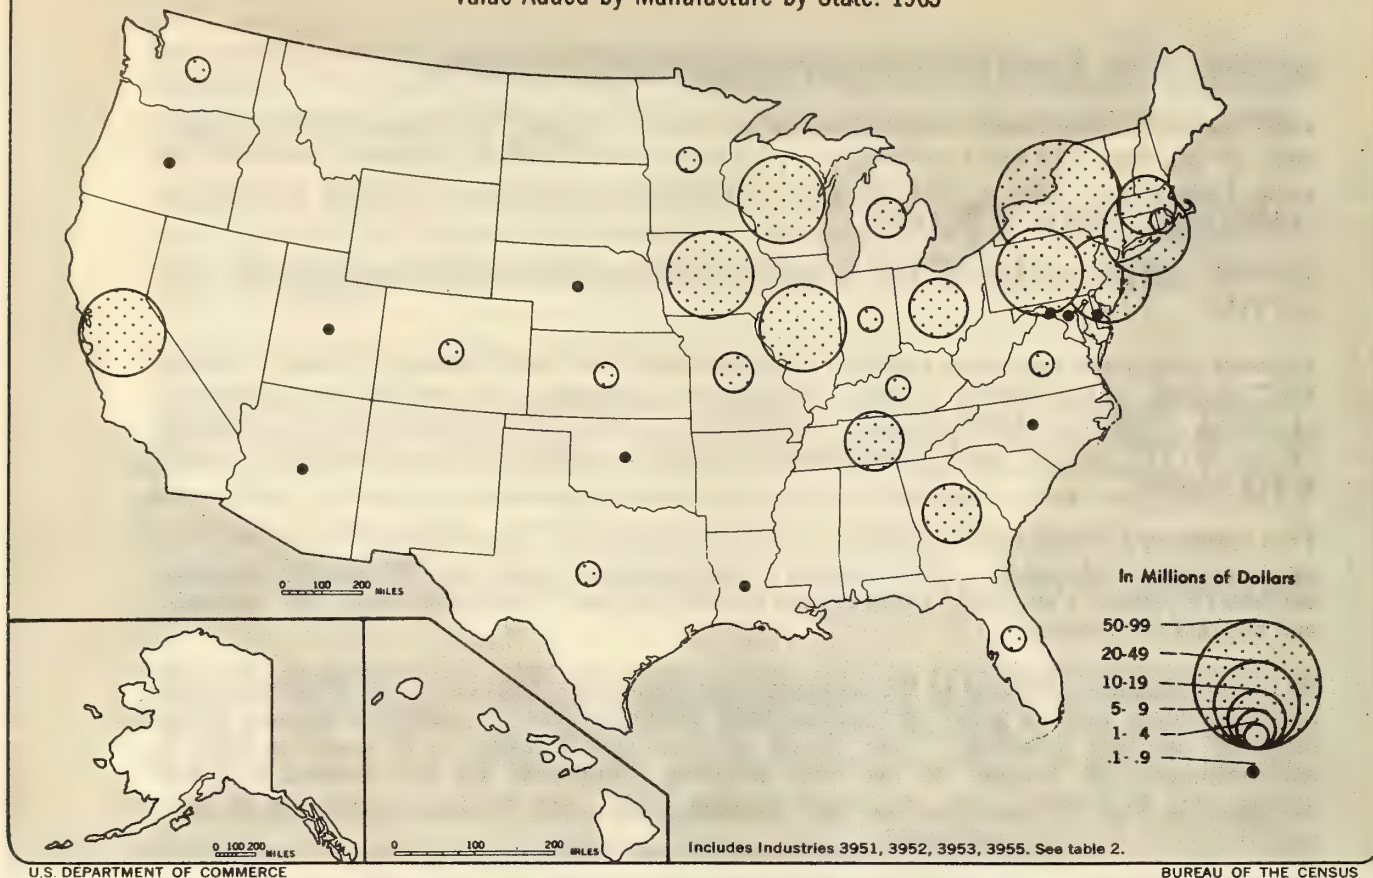 Value Added by Manufacture by State: 1963
0 100 200
MILES
In Millions of Dollars
50-99
20-49
10-19
5- 9
1- 4
.1- .9
0 100 200
MILES
0 100 200
MILES
Includes Industries 3951, 3952, 3953, 3955. See table 2.
U.S. DEPARTMENT OF COMMERCE
BUREAU OF THE CENSUS